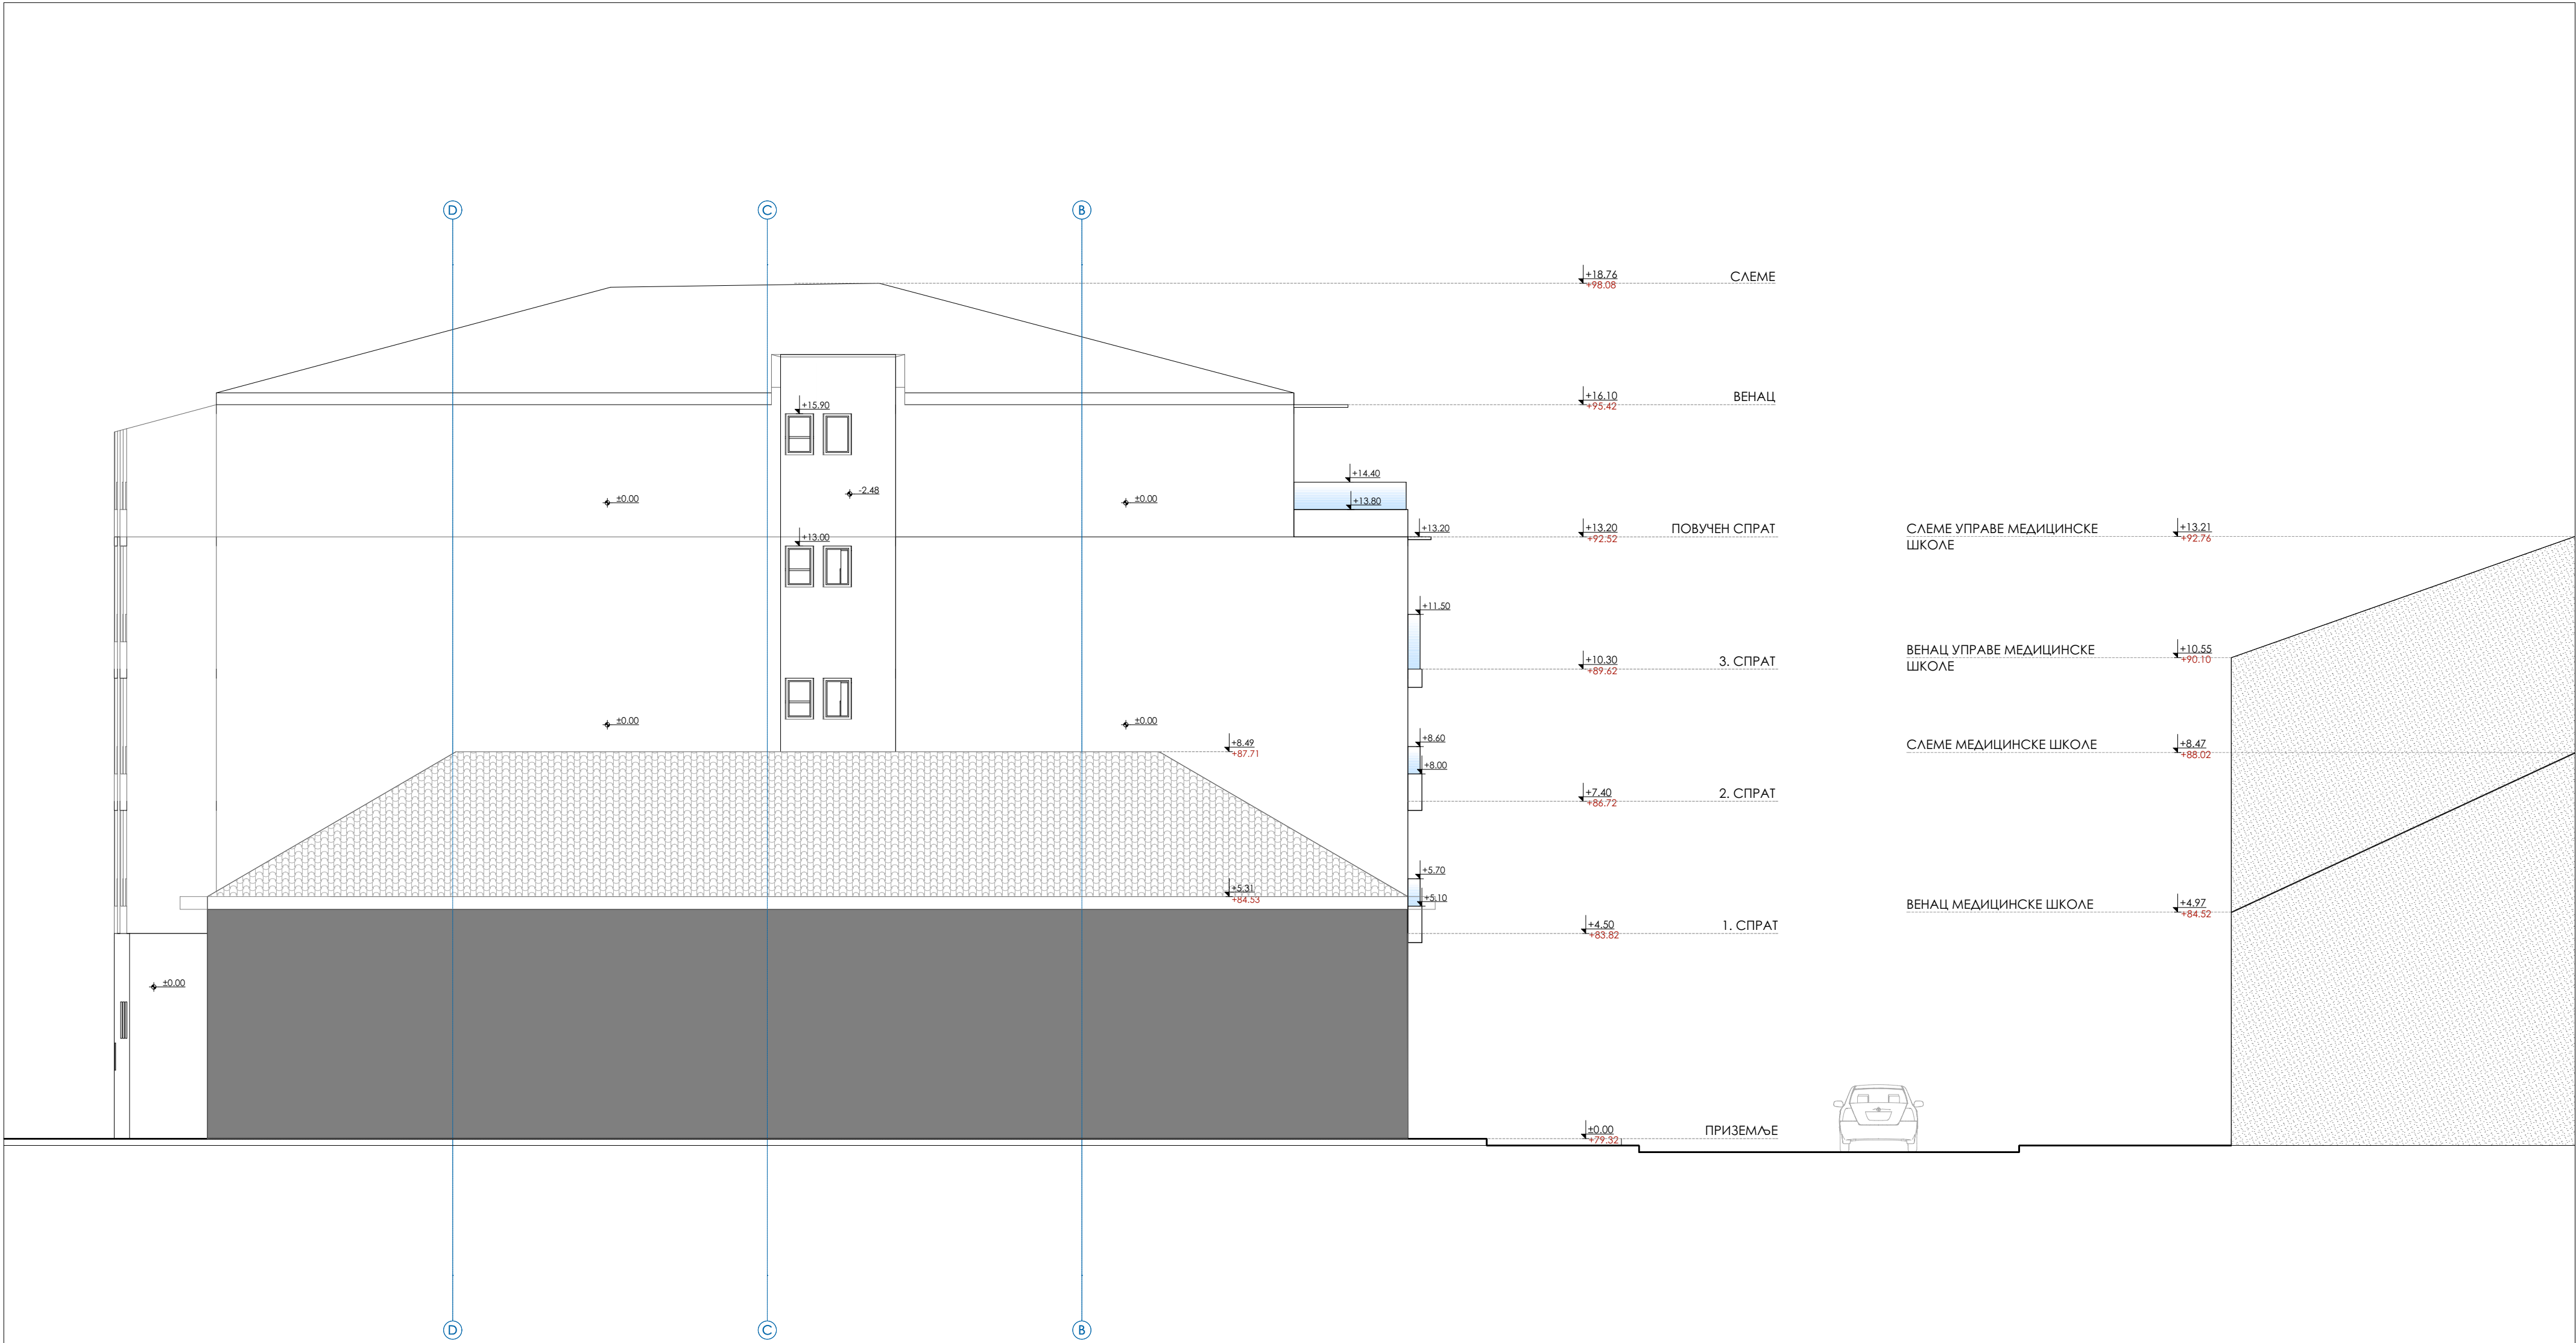 D
C
B
+18.76
+98.08
СЛЕМЕ
+16.10
+95.42
ВЕНАЦ
+15.90
+14.40
-2.48
±0.00
±0.00
+13.80
+13.20
+13.20
+92.52
ПОВУЧЕН СПРАТ
СЛЕМЕ УПРАВЕ МЕДИЦИНСКЕ
ШКОЛЕ
+13.21
+92.76
+13.00
+11.50
+10.30
+89.62
3. СПРАТ
ВЕНАЦ УПРАВЕ МЕДИЦИНСКЕ
ШКОЛЕ
+10.55
+90.10
±0.00
±0.00
+8.49
+87.71
+8.60
+8.00
СЛЕМЕ МЕДИЦИНСКЕ ШКОЛЕ
+8.47
+88.02
+7.40
+86.72
2. СПРАТ
+5.70
+5.31
+84.53
+5.10
ВЕНАЦ МЕДИЦИНСКЕ ШКОЛЕ
+4.97
+84.52
+4.50
+83.82
1. СПРАТ
±0.00
±0.00
+79.32
ПРИЗЕМЉЕ
D
C
B